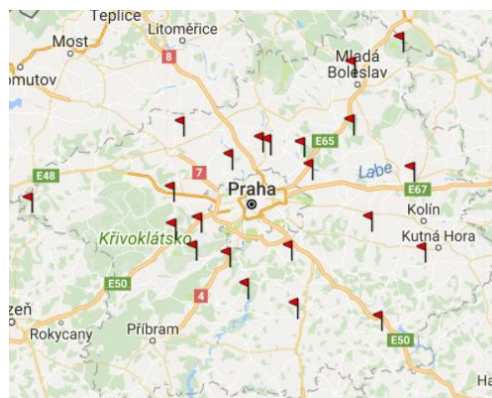 Teplice
Litoměřice
Most
8
omutov
Mladá
Boleslav
E65
7
Labe
E48
E67
Praha
Kolín
Křivoklátsko
Kutná Hora
E50
4
zeň
Rokycany
Příbram
E50
Ha